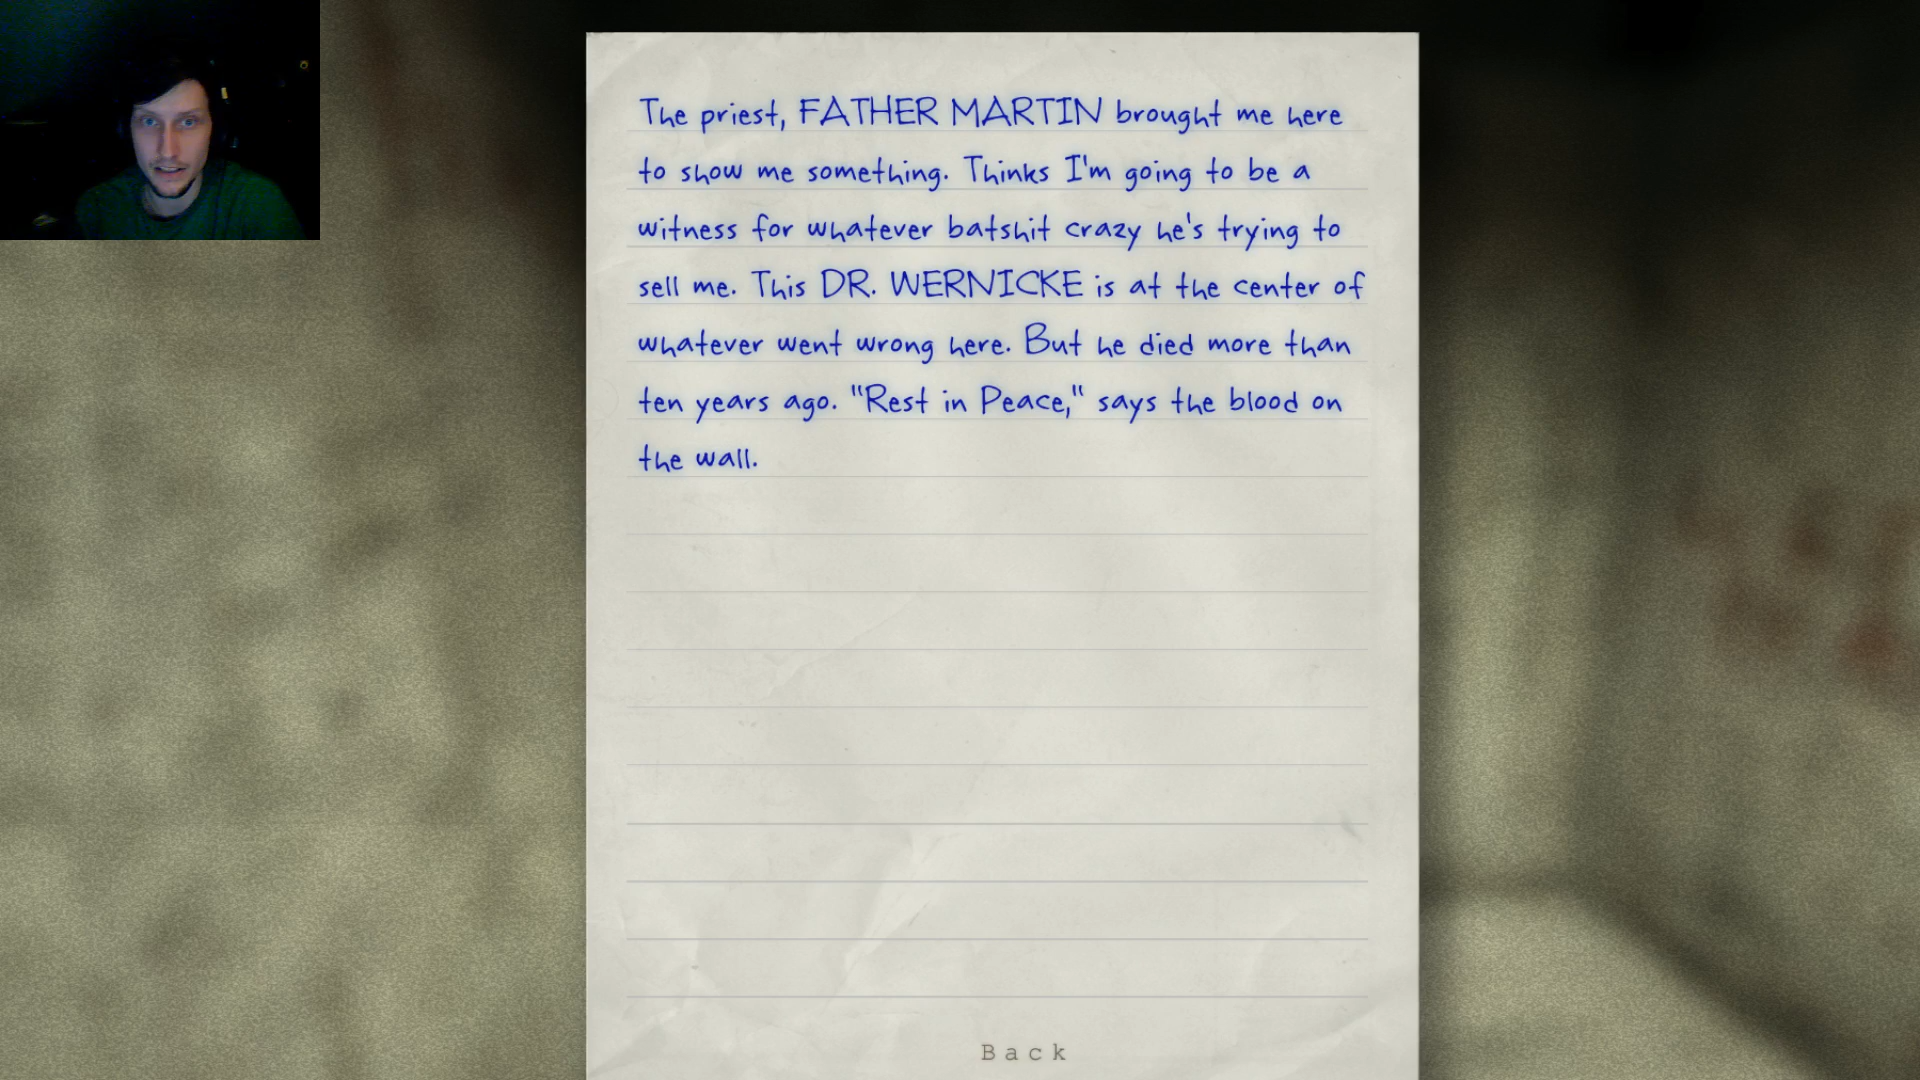 The priest, FATHER MARTIN brought me here
to show me something. Thinks I'm going to be a
witness for whatever batshit crazy he's trying to
sell me. This DR. WERNICKE is at the center of
whatever went wrong here. But he died more than
ten years ago. "Rest in Peace," says the blood on
the wall.
Back